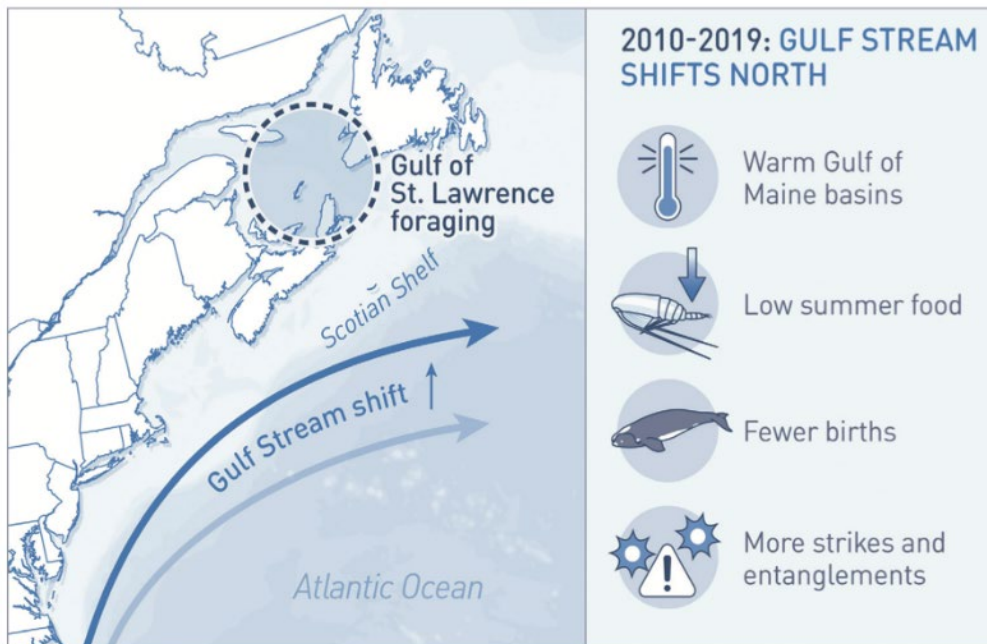 2010-2019: GULF STREAM
SHIFTS NORTH
Gulf of
St. Lawrence
foraging
Scotian Shelf
Gulf Stream shift
Atlantic Ocean
Warm Gulf of
Maine basins
Low summer food
Fewer births
More strikes and
entanglements